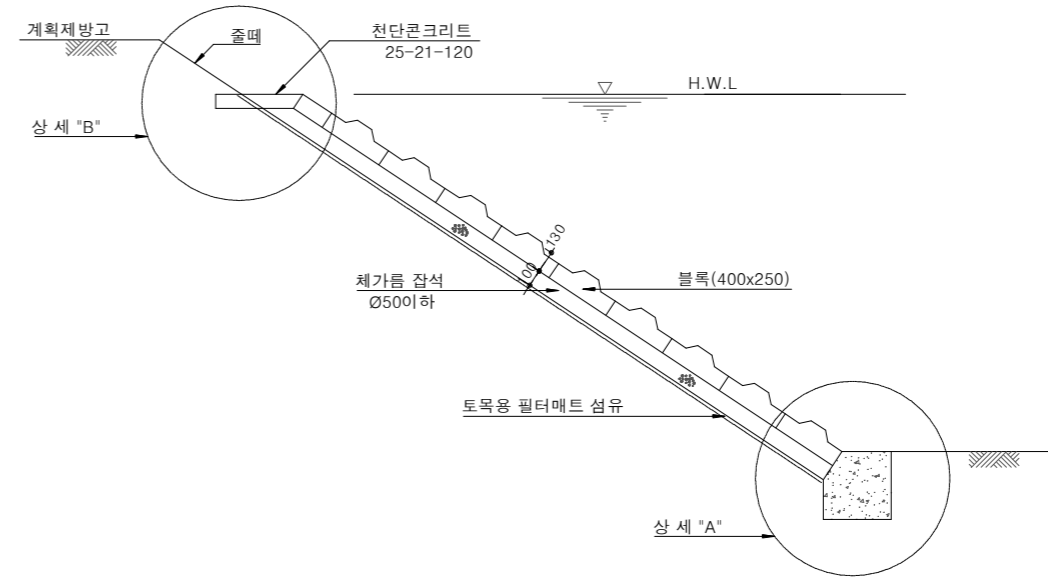 계획제방고
줄떼
천단콘크리트
25-21-120
H.W.L
상 세 "B"
130
100
체가름 잡석
Ø50이하
블록(400x250)
토목용 필터매트 섬유
상 세 "A"